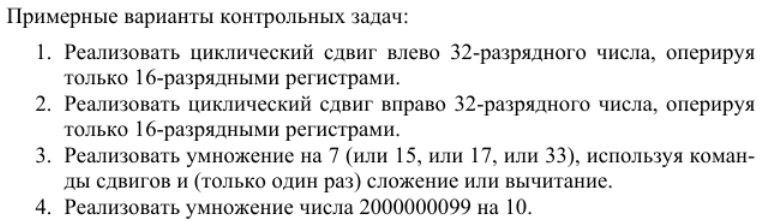 Примерные варианты контрольных задач:
1. Реализовать циклический сдвиг влево 32-разрядного числа, оперируя
только 16-разрядными регистрами.
2. Реализовать циклический сдвиг вправо 32-разрядного числа, оперируя
только 16-разрядными регистрами.
3. Реализовать умножение на 7 (или 15, или 17, или 33), используя коман-
ды сдвигов и (только один раз) сложение или вычитание.
4. Реализовать умножение числа 2000000099 на 10.